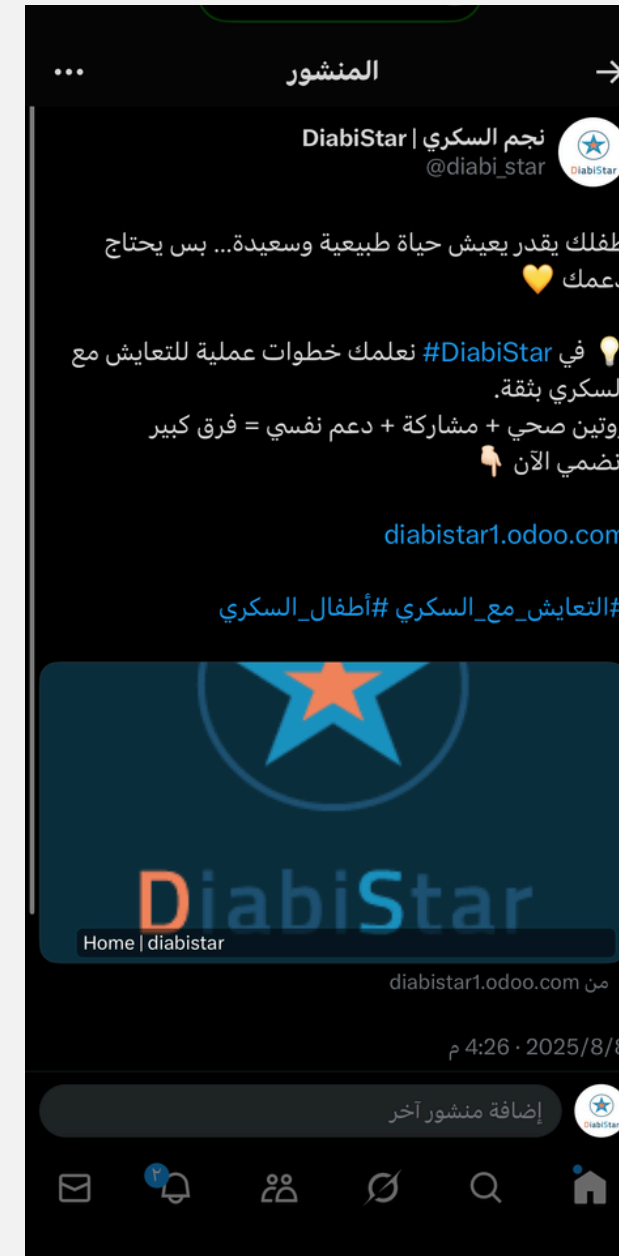 المنشور
نجم السكري | DiabiStar
@diabi_star
DiabiStar
طفلك يقدر يعيش حياة طبيعية وسعيدة... بس يحتاج
دعمك 💛
💡 في DiabiStar# نعلمك خطوات عملية للتعايش مع
السكري بثقة.
روتين صحي + مشاركة + دعم نفسي = فرق كبير
انضمي الآن 👇🏻
diabistar1.odoo.com
#التعايش_مع_السكري #أطفال_السكري
DiabiStar
Home | diabistar
من diabistar1.odoo.com
2025/8/8 · 4:26 م
إضافة منشور آخر
DiabiStar
٢